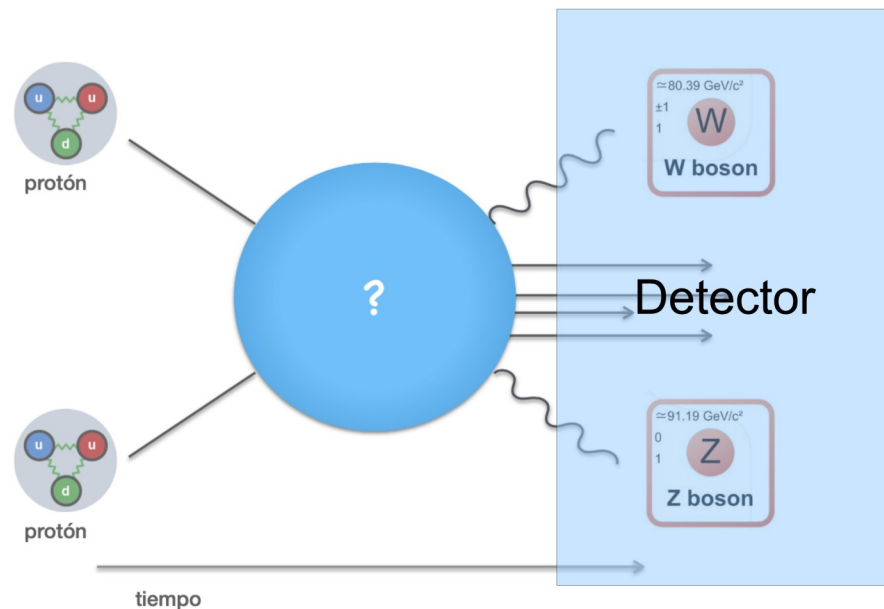 u
u
d
protón
≃80.39 GeV/c²
±1
1
W
W boson
?
Detector
u
u
d
protón
≃91.19 GeV/c²
0
1
Z
Z boson
tiempo